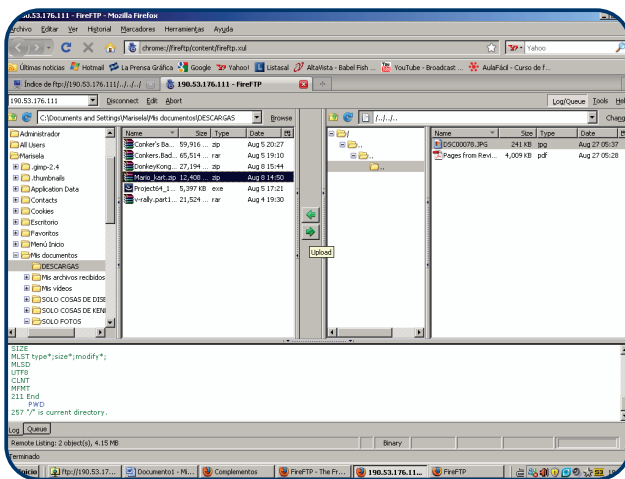 190.53.176.111 - FireFTP - Mozilla Firefox
Archivo Editar Ver Historial Marcadores Herramientas Ayuda
chrome://fireftp/content/fireftp.xul
Yahoo
Últimas noticias Hotmail La Prensa Gráfica Google Yahoo! Listasal AltaVista - Babel Fish ... YouTube - Broadcast ... AulaFácil - Curso de f...
Índice de ftp://190.53.176.111/../../../ 190.53.176.111 - FireFTP
190.53.176.111 Disconnect Edit Abort Log/Queue Tools Hel
C:\Documents and Settings\Marisela\Mis documentos\DESCARGAS Browse /../../.. Chang
Administrador
All Users
Marisela
.gimp-2.4
.thumbnails
Application Data
Contacts
Cookies
Escritorio
Favoritos
Menú Inicio
Mis documentos
DESCARGAS
Mis archivos recibidos
Mis vídeos
SOLO COSAS DE DISE
SOLO COSAS DE KEN
SOLO FOTOS
Name Size Type Date
Conker's Ba... 59,916 ... zip Aug 5 20:27
Conkers.Bad... 65,514 ... rar Aug 5 19:10
DonkeyKong... 27,194 ... zip Aug 8 15:44
Mario_kart.zip 12,408 ... zip Aug 8 14:50
Project64_1... 5,397 KB exe Aug 5 17:21
v-rally.part1... 21,524 ... rar Aug 4 19:30
Upload
/
..
..
..
Name Size Type Date
DSC00078.JPG 241 KB jpg Aug 27 05:37
Pages from Revi... 4,009 KB pdf Aug 27 05:28
SIZE
MLST type*;size*;modify*;
MLSD
UTF8
CLNT
MFMT
211 End
PWD
257 "/" is current directory.
Log Queue
Remote Listing: 2 object(s), 4.15 MB Binary
Terminado
Inicio ftp://190.53.17... Documento1 - Mi... Complementos FireFTP - The Fr... 190.53.176.11... FireFTP